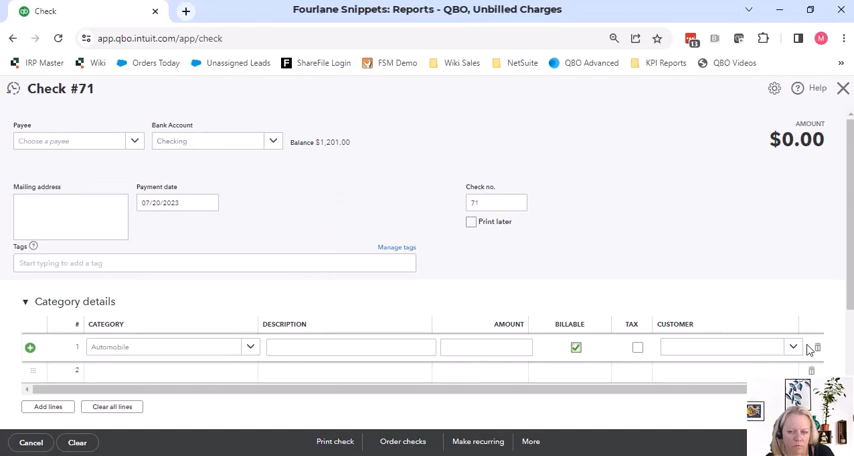 Check
Fourlane Snippets: Reports - QBO, Unbilled Charges
app.qbo.intuit.com/app/check
13
M
IRP Master
Wiki
Orders Today
Unassigned Leads
ShareFile Login
FSM Demo
Wiki Sales
NetSuite
QBO Advanced
KPI Reports
QBO Videos
»
Check #71
Help
Payee
Bank Account
AMOUNT
Choose a payee
Checking
Balance $1,201.00
$0.00
Mailing address
Payment date
Check no.
07/20/2023
71
Print later
Tags
Manage tags
Start typing to add a tag
Category details
# CATEGORY DESCRIPTION AMOUNT BILLABLE TAX CUSTOMER
1 Automobile
2
Add lines
Clear all lines
Cancel
Clear
Print check
Order checks
Make recurring
More